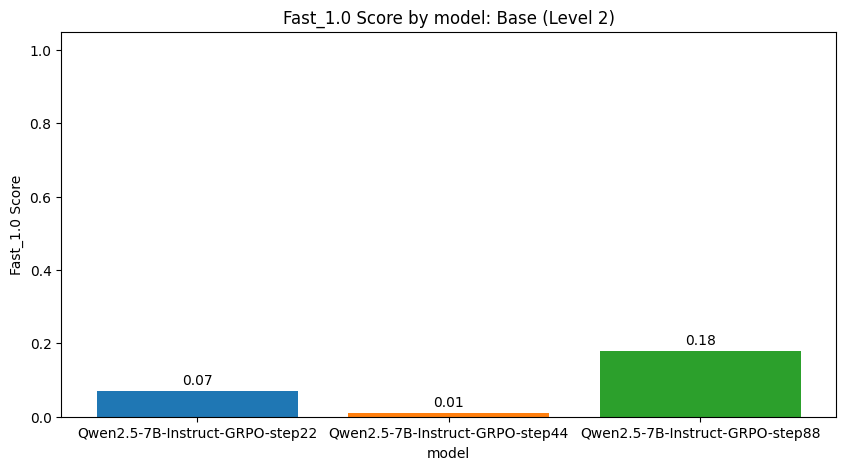 Fast_1.0 Score by model: Base (Level 2)
Fast_1.0 Score
1.0
0.8
0.6
0.4
0.2
0.0
0.07
0.01
0.18
Qwen2.5-7B-Instruct-GRPO-step22
Qwen2.5-7B-Instruct-GRPO-step44
Qwen2.5-7B-Instruct-GRPO-step88
model